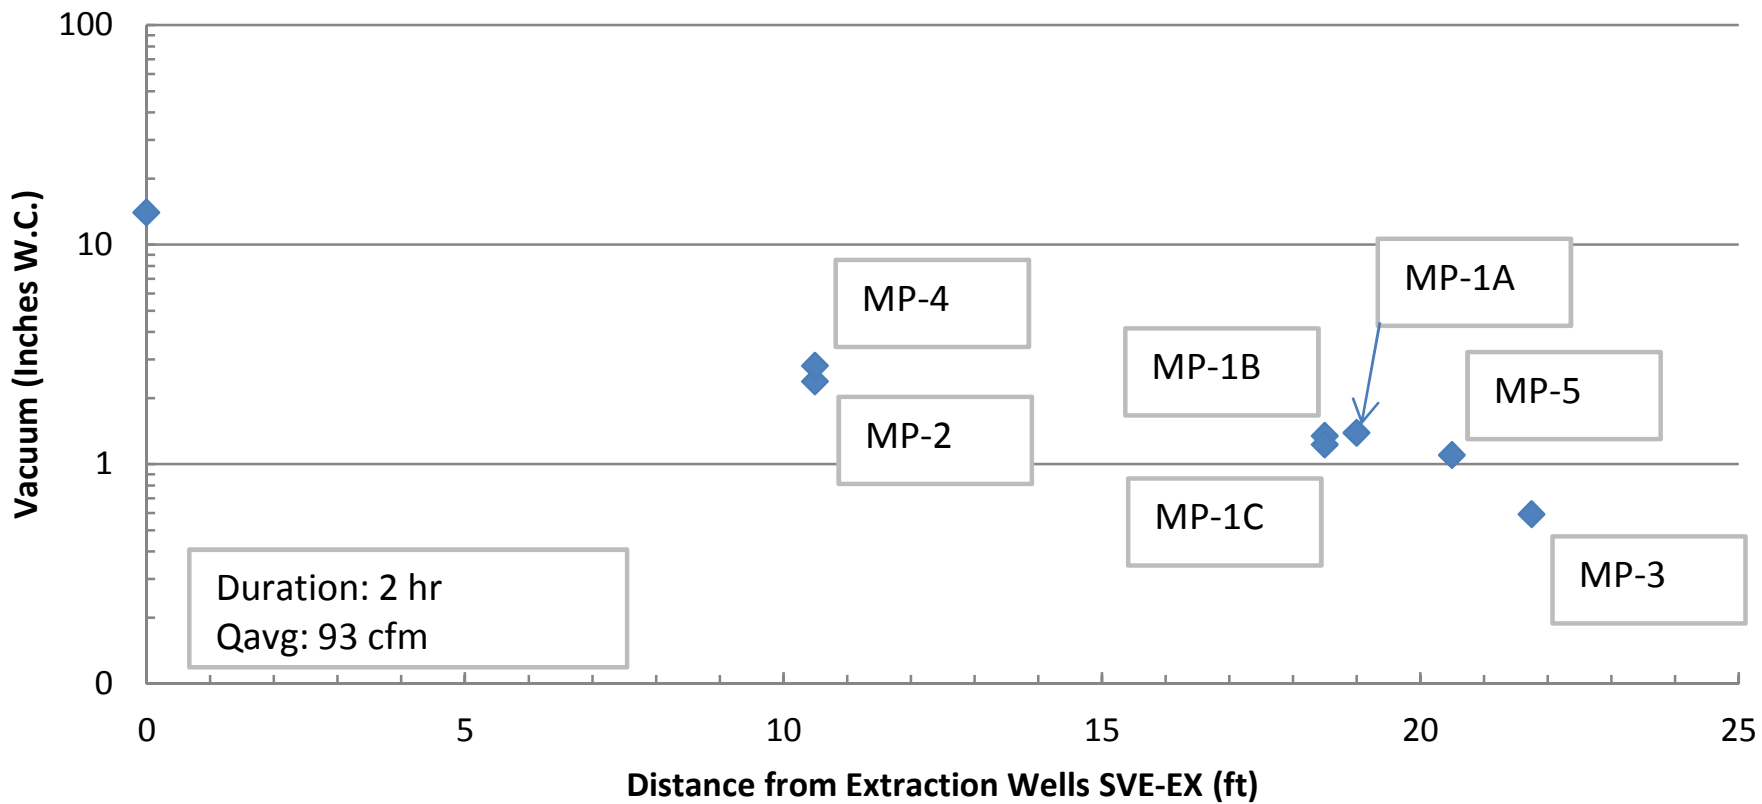 100
10
1
0
Vacuum (Inches W.C.)
MP-4
MP-2
MP-1B
MP-1C
MP-1A
MP-5
MP-3
Duration: 2 hr
Qavg: 93 cfm
0 5 10 15 20 25
Distance from Extraction Wells SVE-EX (ft)